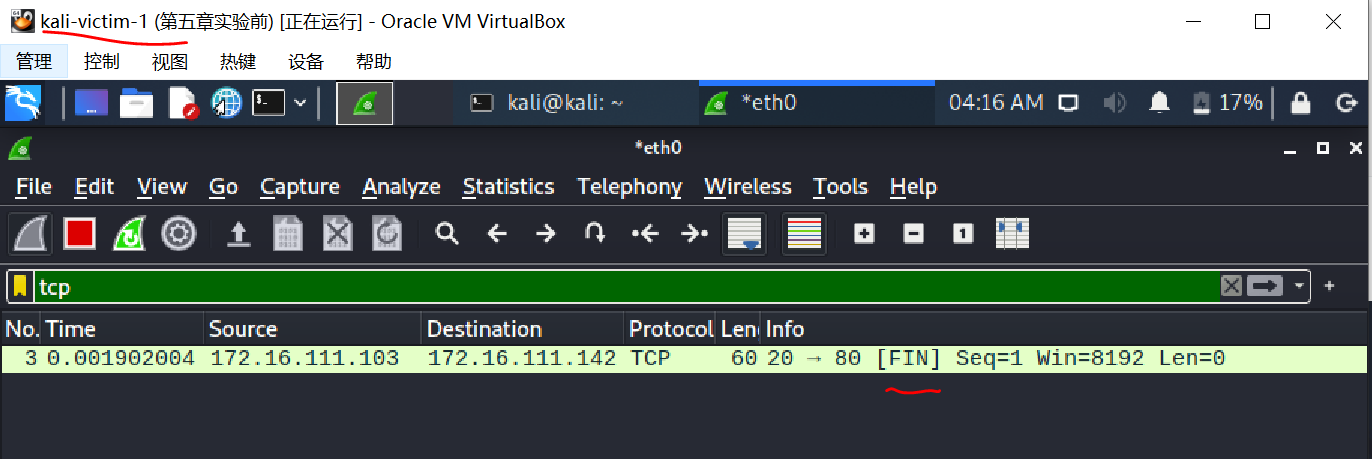 kali-victim-1 (第五章实验前) [正在运行] - Oracle VM VirtualBox
管理 控制 视图 热键 设备 帮助
kali@kali: ~ *eth0 04:16 AM 17%
*eth0
File Edit View Go Capture Analyze Statistics Telephony Wireless Tools Help
tcp
No. Time Source Destination Protocol Len Info
3 0.001902004 172.16.111.103 172.16.111.142 TCP 60 20 → 80 [FIN] Seq=1 Win=8192 Len=0